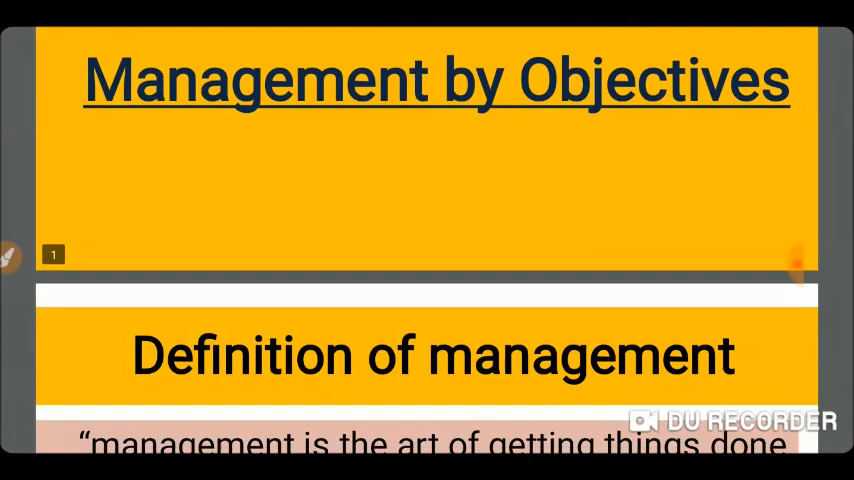 Management by Objectives
1
Definition of management
“management is the art of getting things done
DU RECORDER